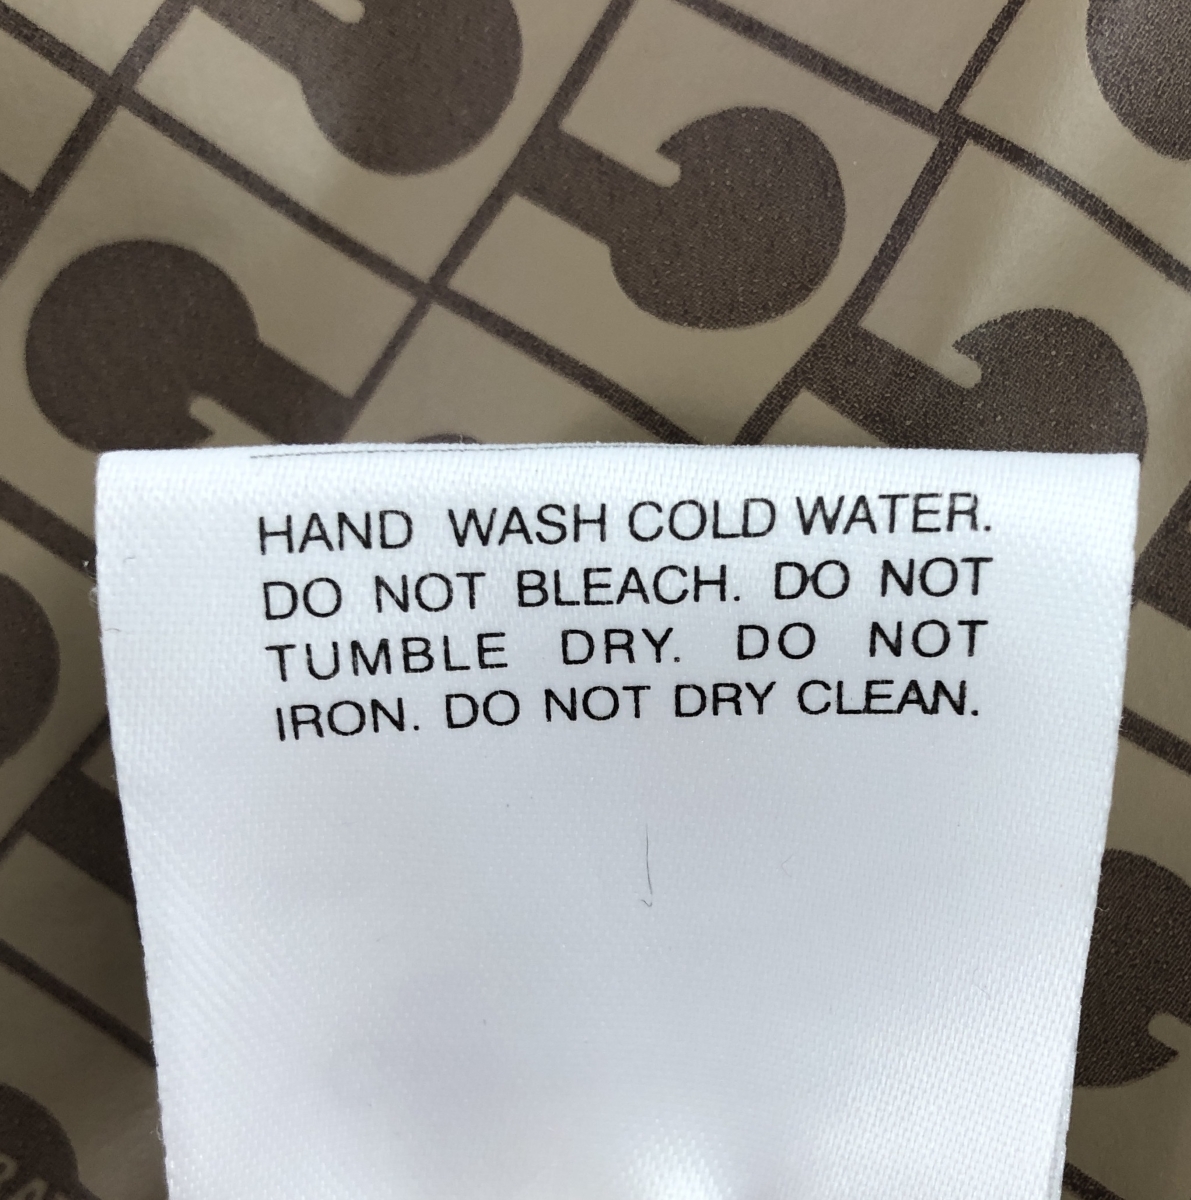 HAND WASH COLD WATER.
DO NOT BLEACH. DO NOT
TUMBLE DRY. DO NOT
IRON. DO NOT DRY CLEAN.